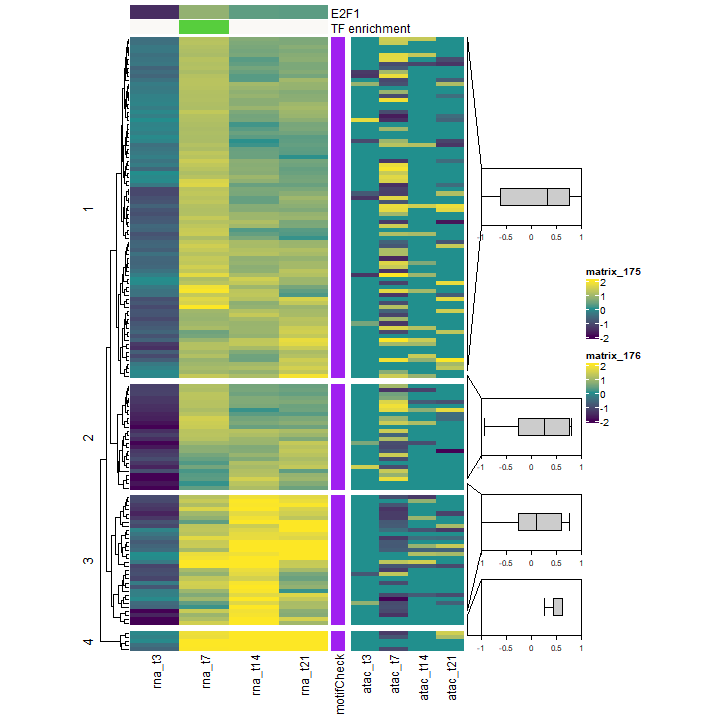 E2F1
TF enrichment
1
-1 -0.5 0 0.5 1
matrix_175
2
1
0
-1
-2
matrix_176
2
1
0
-1
-2
2
-1 -0.5 0 0.5 1
3
-1 -0.5 0 0.5 1
4
-1 -0.5 0 0.5 1
rna_t3
rna_t7
rna_t14
rna_t21
motifCheck
atac_t3
atac_t7
atac_t14
atac_t21